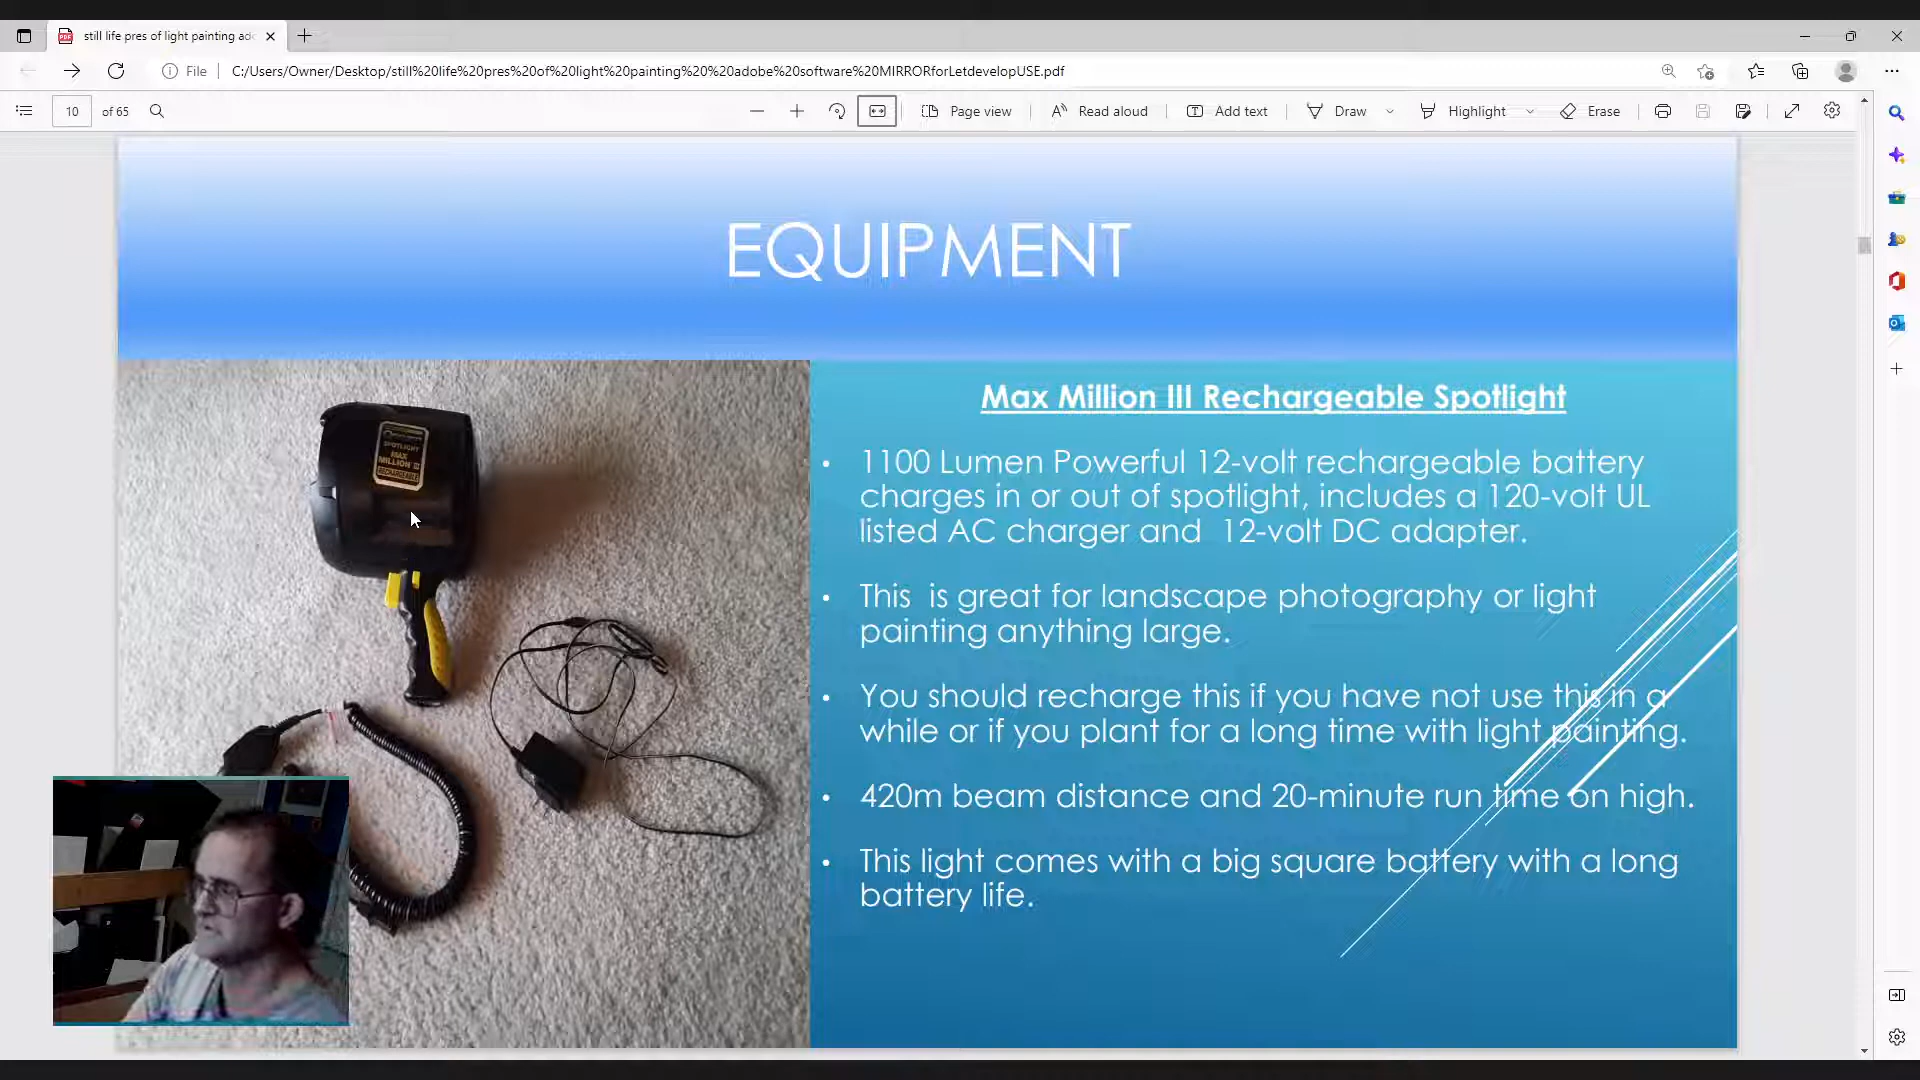 still life pres of light painting ado
File
C:/Users/Owner/Desktop/still%20life%20pres%20of%20light%20painting%20%20adobe%20software%20MIRRORforLetdevelopUSE.pdf
10 of 65
Page view
Read aloud
Add text
Draw
Highlight
Erase
EQUIPMENT
SPOTLIGHT
MAX
MILLION III
RECHARGEABLE
Max Million III Rechargeable Spotlight
• 1100 Lumen Powerful 12-volt rechargeable battery
charges in or out of spotlight, includes a 120-volt UL
listed AC charger and 12-volt DC adapter.
• This is great for landscape photography or light
painting anything large.
• You should recharge this if you have not use this in a
while or if you plant for a long time with light painting.
• 420m beam distance and 20-minute run time on high.
• This light comes with a big square battery with a long
battery life.